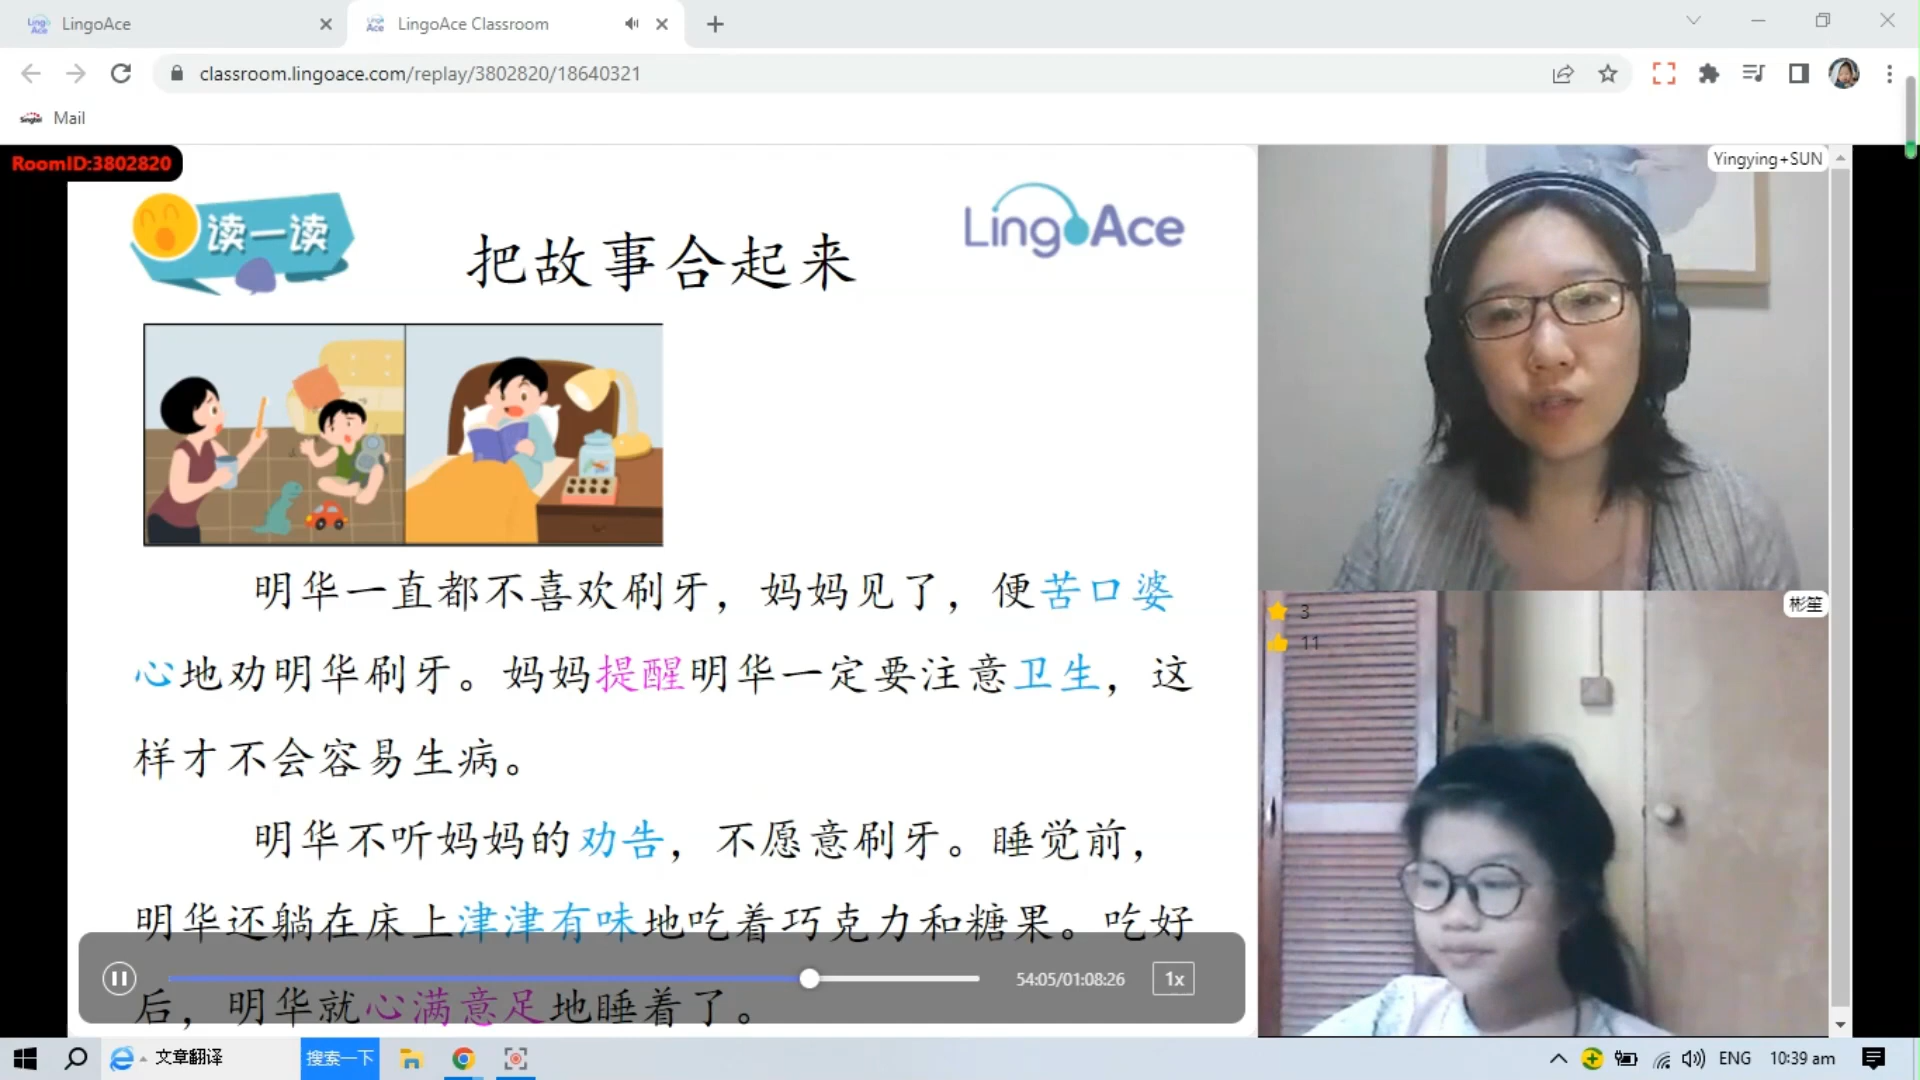 LingoAce
LingoAce Classroom
classroom.lingoace.com/replay/3802820/18640321
Singtel Mail
RoomID:3802820
读一读
把故事合起来
LingoAce
Yingying+SUN
明华一直都不喜欢刷牙，妈妈见了，便苦口婆
心地劝明华刷牙。妈妈提醒明华一定要注意卫生，这
样才不会容易生病。
明华不听妈妈的劝告，不愿意刷牙。睡觉前，
明华还躺在床上津津有味地吃着巧克力和糖果。吃好
后，明华就心满意足地睡着了。
彬笙
3
11
54:05/01:08:26
1x
文章翻译
搜索一下
ENG
10:39 am